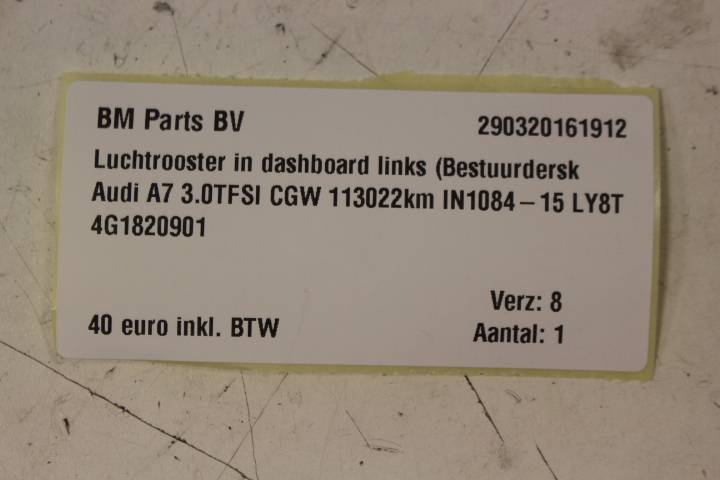 BM Parts BV 290320161912
Luchtrooster in dashboard links (Bestuurdersk
Audi A7 3.0TFSI CGW 113022km IN1084-15 LY8T
4G1820901
Verz: 8
40 euro inkl. BTW Aantal: 1